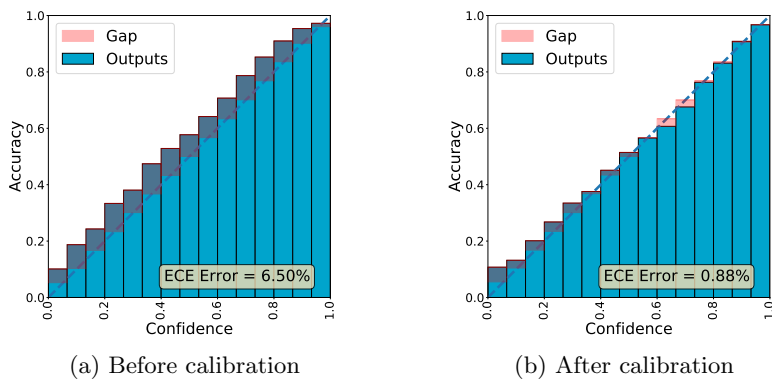 1.0
0.8
0.6
0.4
0.2
0.0
Accuracy
Gap
Outputs
ECE Error = 6.50%
0.0
0.2
0.4
0.6
0.8
1.0
Confidence
(a) Before calibration
1.0
0.8
0.6
0.4
0.2
0.0
Accuracy
Gap
Outputs
ECE Error = 0.88%
0.0
0.2
0.4
0.6
0.8
1.0
Confidence
(b) After calibration